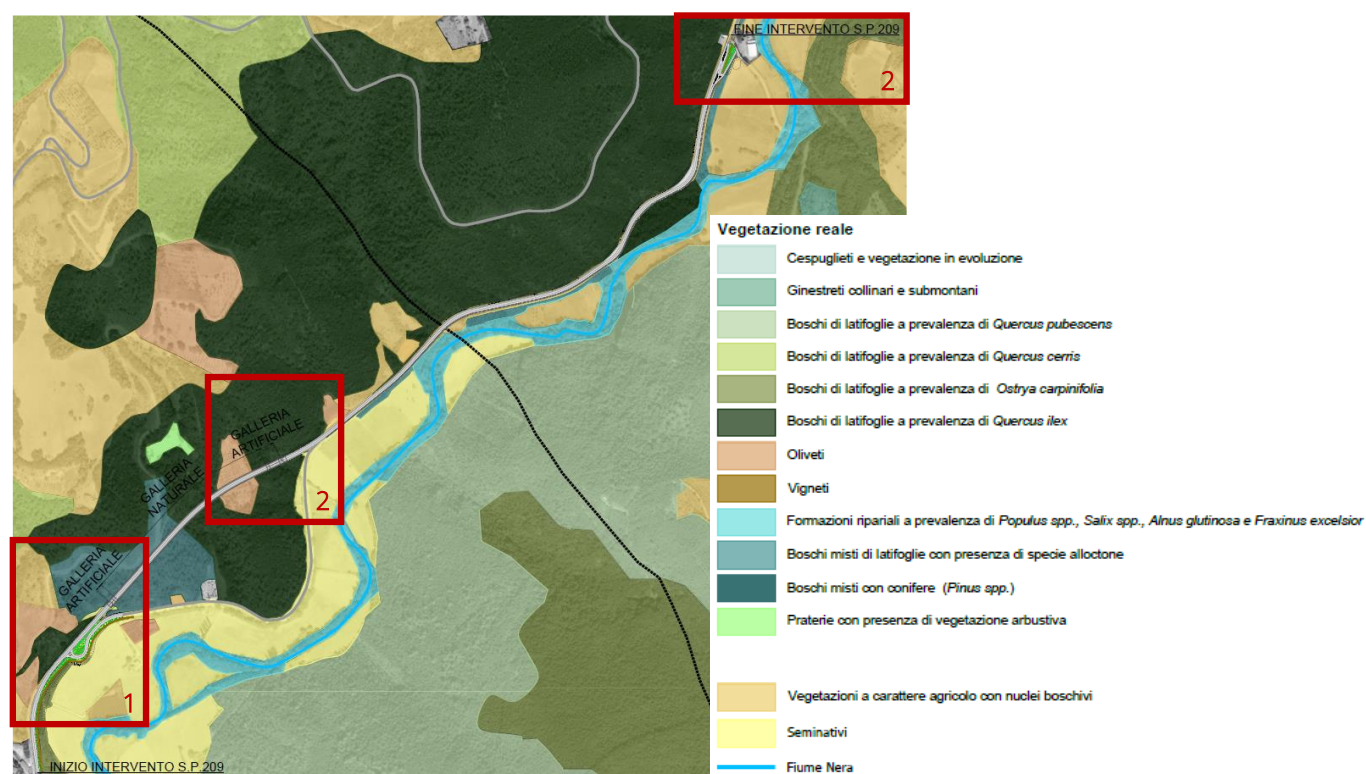 FINE INTERVENTO S.P.209
2
GALLERIA
ARTIFICIALE
2
GALLERIA
NATURALE
GALLERIA
ARTIFICIALE
1
INIZIO INTERVENTO S.P.209
Vegetazione reale
Cespuglieti e vegetazione in evoluzione
Ginestreti collinari e submontani
Boschi di latifoglie a prevalenza di Quercus pubescens
Boschi di latifoglie a prevalenza di Quercus cerris
Boschi di latifoglie a prevalenza di Ostrya carpinifolia
Boschi di latifoglie a prevalenza di Quercus ilex
Oliveti
Vigneti
Formazioni ripariali a prevalenza di Populus spp., Salix spp., Alnus glutinosa e Fraxinus excelsior
Boschi misti di latifoglie con presenza di specie alloctone
Boschi misti con conifere (Pinus spp.)
Praterie con presenza di vegetazione arbustiva
Vegetazioni a carattere agricolo con nuclei boschivi
Seminativi
Fiume Nera